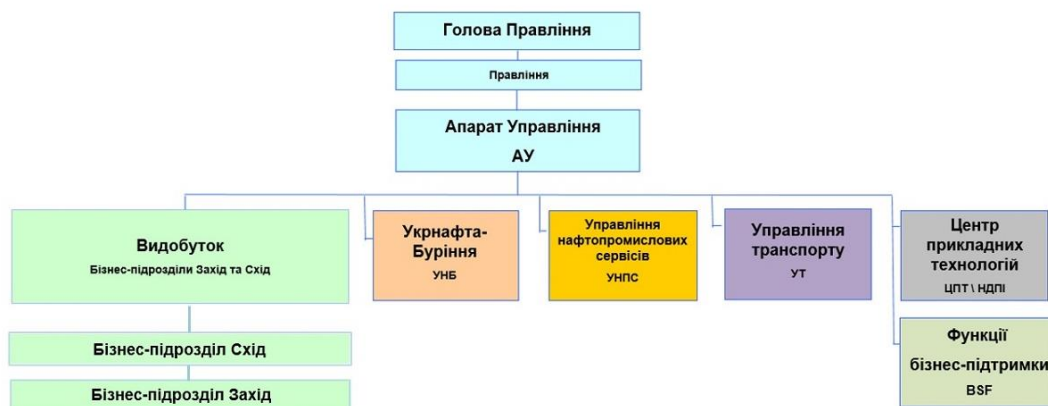 Голова Правління
Правління
Апарат Управління
АУ
Видобуток
Бізнес-підрозділи Захід та Схід
Укрнафта-
Буріння
УНБ
Управління
нафтопромислових
сервісів
УНПС
Управління
транспорту
УТ
Центр
прикладних
технологій
ЦПТ \ НДПІ
Бізнес-підрозділ Схід
Бізнес-підрозділ Захід
Функції
бізнес-підтримки
BSF